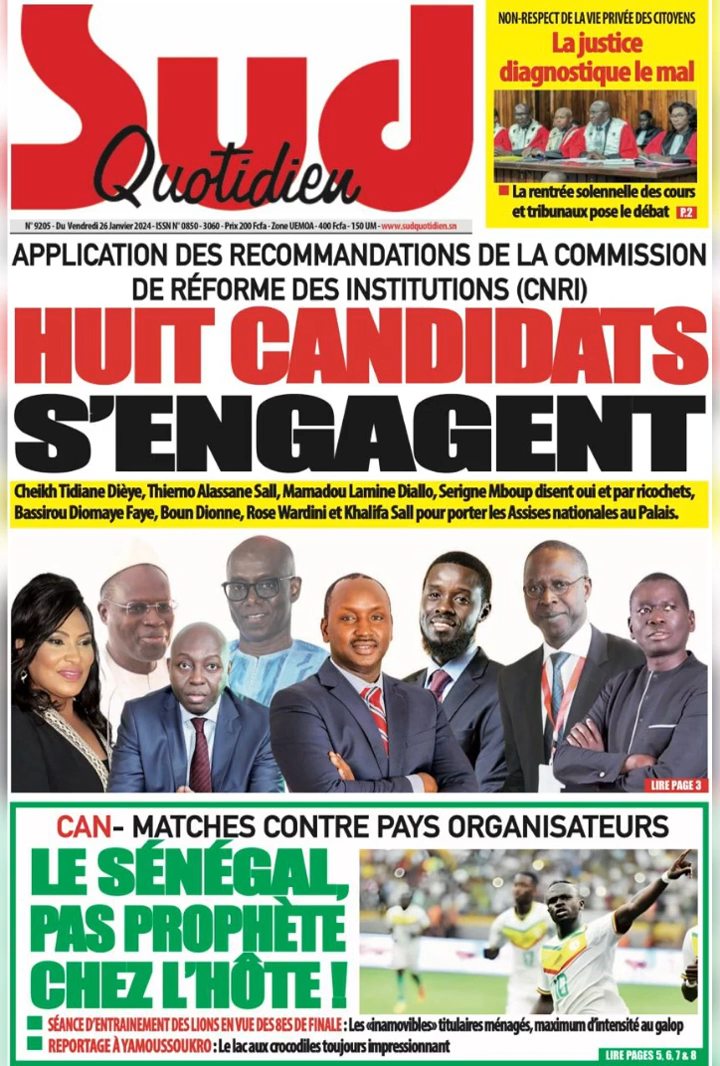 Sud
Quotidien
N° 9205 - Du Vendredi 26 Janvier 2024 - ISSN N° 0850 - 3060 - Prix 200 Fcfa - Zone UEMOA - 400 Fcfa - 150 UM - www.sudquotidien.sn
NON-RESPECT DE LA VIE PRIVÉE DES CITOYENS
La justice
diagnostique le mal
La rentrée solennelle des cours
et tribunaux pose le débat P.2
APPLICATION DES RECOMMANDATIONS DE LA COMMISSION
DE RÉFORME DES INSTITUTIONS (CNRI)
HUIT CANDIDATS
S'ENGAGENT
Cheikh Tidiane Dièye, Thierno Alassane Sall, Mamadou Lamine Diallo, Serigne Mboup disent oui et par ricochets,
Bassirou Diomaye Faye, Boun Dionne, Rose Wardini et Khalifa Sall pour porter les Assises nationales au Palais.
LIRE PAGE 3
CAN- MATCHES CONTRE PAYS ORGANISATEURS
LE SÉNÉGAL,
PAS PROPHÈTE
CHEZ L'HÔTE !
10
SÉANCE D'ENTRAINEMENT DES LIONS EN VUE DES 8ES DE FINALE : Les «inamovibles» titulaires ménagés, maximum d'intensité au galop
REPORTAGE À YAMOUSSOUKRO : Le lac aux crocodiles toujours impressionnant
LIRE PAGES 5, 6, 7 & 8